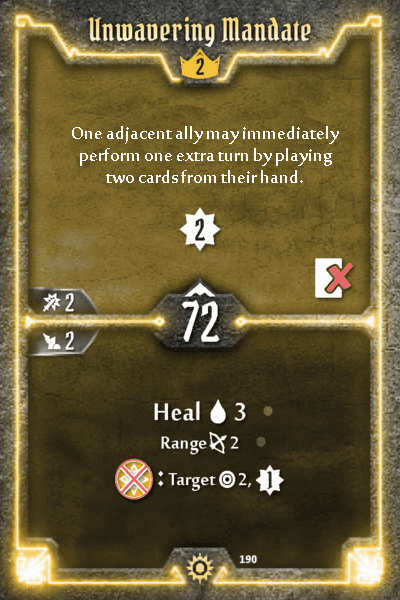 Unwavering Mandate
2
One adjacent ally may immediately
perform one extra turn by playing
two cards from their hand.
2
2
72
2
Heal 3
Range 2
: Target 2, 1
190